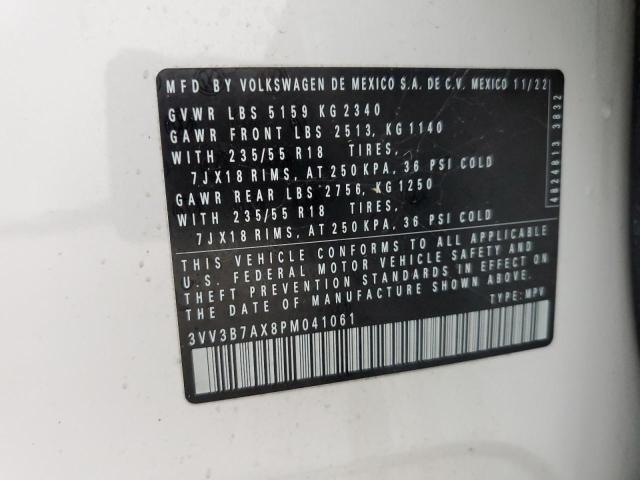 MFD BY VOLKSWAGEN DE MEXICO S.A. DE C.V. MEXICO 11/22
GVWR LBS 5159 KG 2340
GAWR FRONT LBS 2513, KG 1140
WITH 235/55 R18 TIRES,
7JX18 RIMS, AT 250 KPA, 36 PSI COLD
GAWR REAR LBS 2756, KG 1250
WITH 235/55 R18 TIRES,
7JX18 RIMS, AT 250 KPA, 36 PSI COLD
THIS VEHICLE CONFORMS TO ALL APPLICABLE
U.S. FEDERAL MOTOR VEHICLE SAFETY AND
THEFT PREVENTION STANDARDS IN EFFECT ON
THE DATE OF MANUFACTURE SHOWN ABOVE.
3VV3B7AX8PM041061 TYPE: MPV
4824813 3832